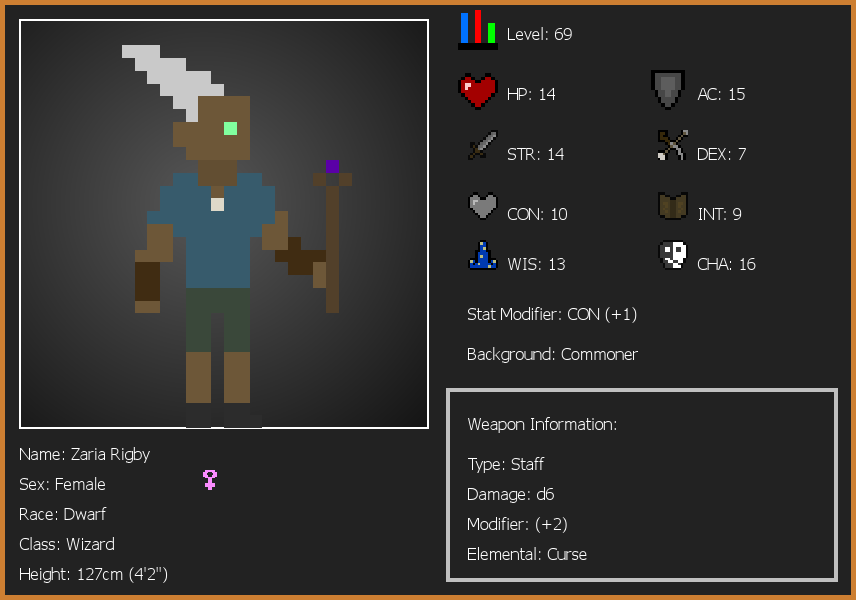 Level: 69
HP: 14
AC: 15
STR: 14
DEX: 7
CON: 10
INT: 9
WIS: 13
CHA: 16
Stat Modifier: CON (+1)
Background: Commoner
Name: Zaria Rigby
Sex: Female
Race: Dwarf
Class: Wizard
Height: 127cm (4'2")
Weapon Information:
Type: Staff
Damage: d6
Modifier: (+2)
Elemental: Curse